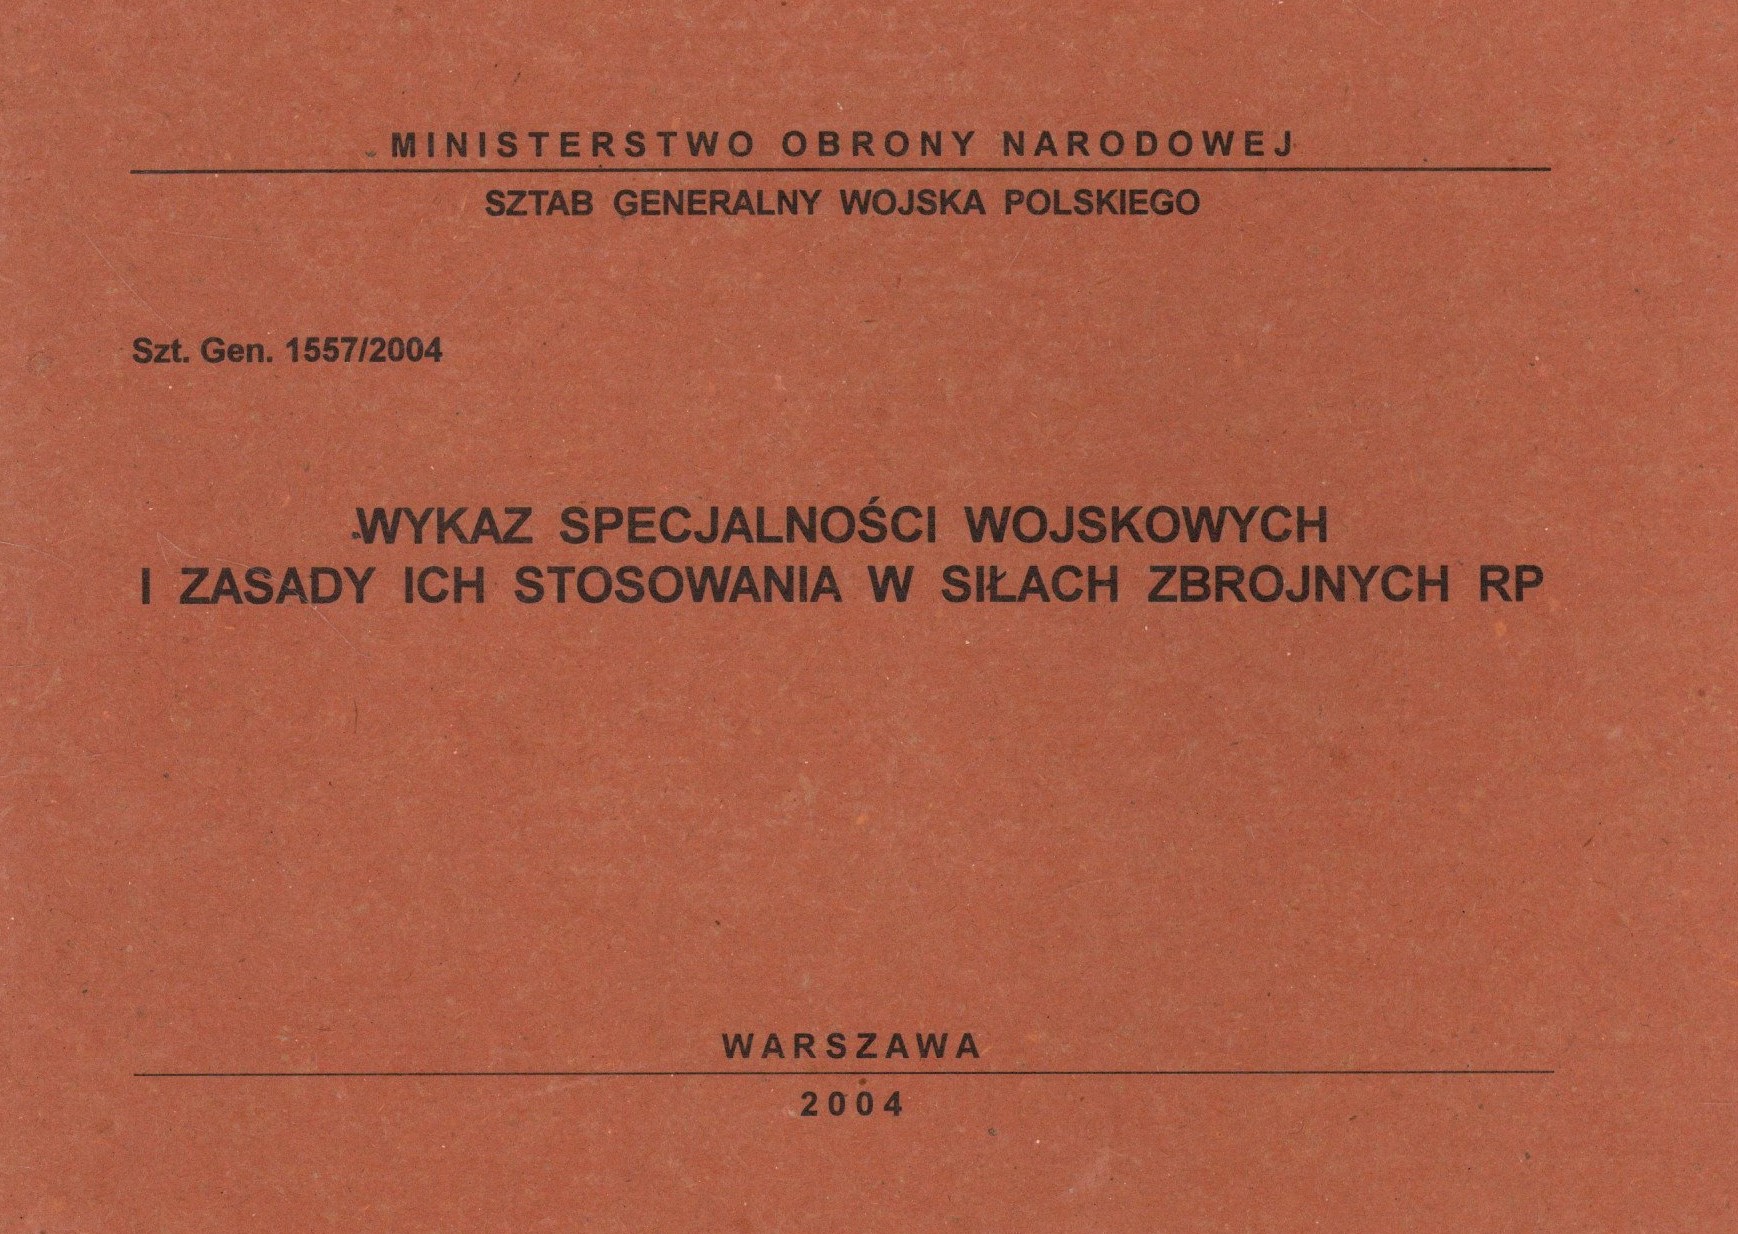 MINISTERSTWO OBRONY NARODOWEJ
SZTAB GENERALNY WOJSKA POLSKIEGO
Szt. Gen. 1557/2004
WYKAZ SPECJALNOŚCI WOJSKOWYCH
I ZASADY ICH STOSOWANIA W SIŁACH ZBROJNYCH RP
WARSZAWA
2004